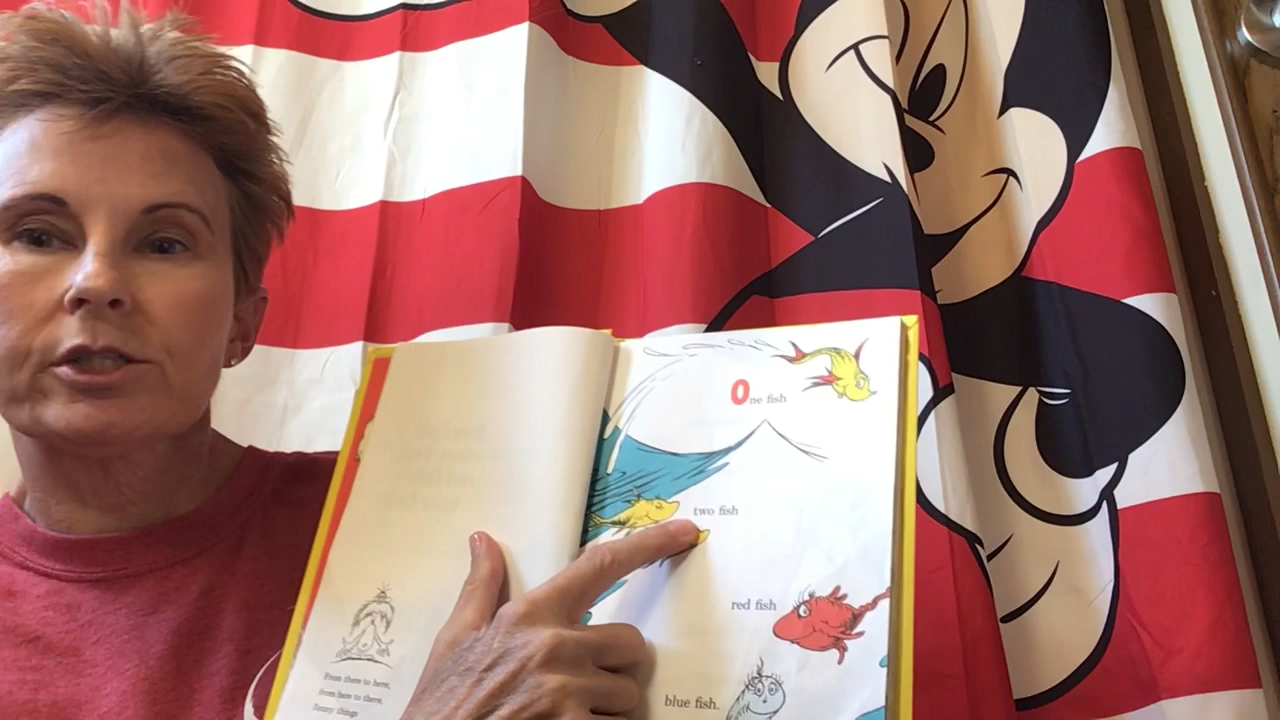 From there to here,
from here to there,
funny things
One fish
two fish
red fish
blue fish.